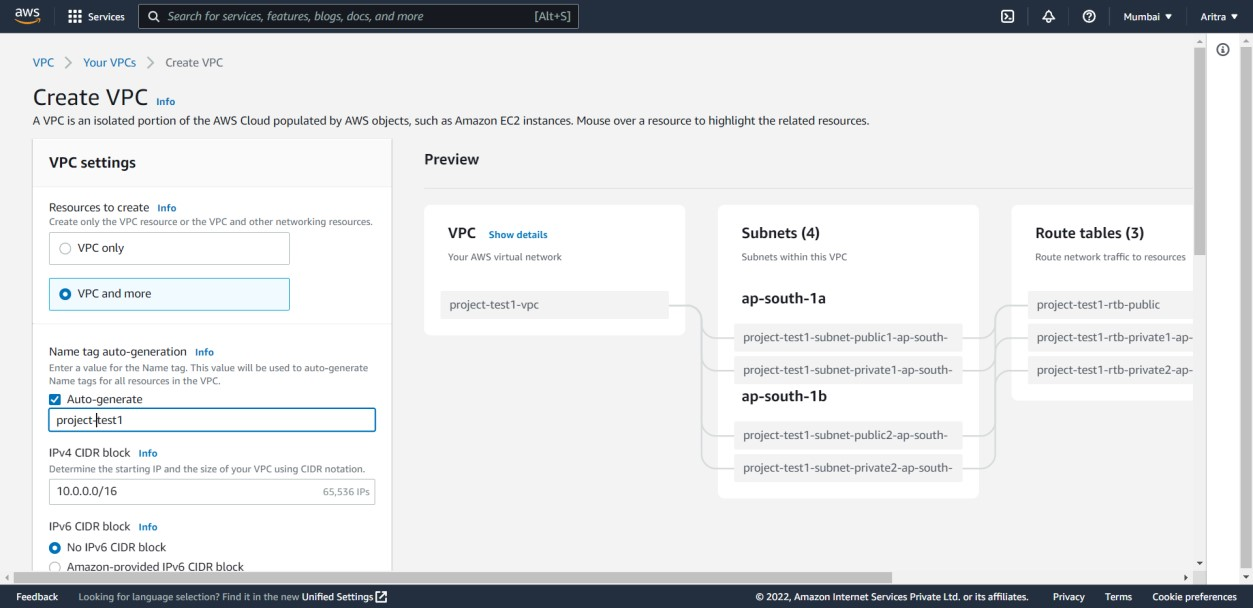 aws
Services
Search for services, features, blogs, docs, and more
[Alt+S]
Mumbai ▼
Aritra ▼
VPC > Your VPCs > Create VPC
Create VPC Info
A VPC is an isolated portion of the AWS Cloud populated by AWS objects, such as Amazon EC2 instances. Mouse over a resource to highlight the related resources.
VPC settings
Resources to create Info
Create only the VPC resource or the VPC and other networking resources.
VPC only
VPC and more
Name tag auto-generation Info
Enter a value for the Name tag. This value will be used to auto-generate
Name tags for all resources in the VPC.
Auto-generate
project-test1
IPv4 CIDR block Info
Determine the starting IP and the size of your VPC using CIDR notation.
10.0.0.0/16
65,536 IPs
IPv6 CIDR block Info
No IPv6 CIDR block
Amazon-provided IPv6 CIDR block
Preview
VPC Show details
Your AWS virtual network
project-test1-vpc
Subnets (4)
Subnets within this VPC
ap-south-1a
project-test1-subnet-public1-ap-south-
project-test1-subnet-private1-ap-south-
ap-south-1b
project-test1-subnet-public2-ap-south-
project-test1-subnet-private2-ap-south-
Route tables (3)
Route network traffic to resources
project-test1-rtb-public
project-test1-rtb-private1-ap-
project-test1-rtb-private2-ap-
Feedback
Looking for language selection? Find it in the new Unified Settings
© 2022, Amazon Internet Services Private Ltd. or its affiliates.
Privacy
Terms
Cookie preferences